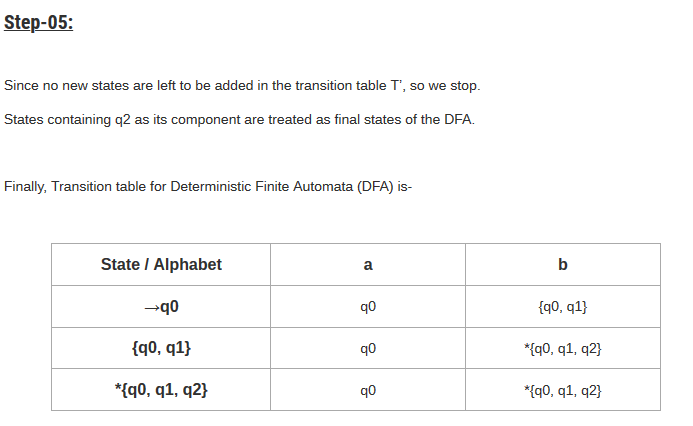 Step-05:
Since no new states are left to be added in the transition table T’, so we stop.
States containing q2 as its component are treated as final states of the DFA.
Finally, Transition table for Deterministic Finite Automata (DFA) is-
State / Alphabet a b
→q0 q0 {q0, q1}
{q0, q1} q0 *{q0, q1, q2}
*{q0, q1, q2} q0 *{q0, q1, q2}